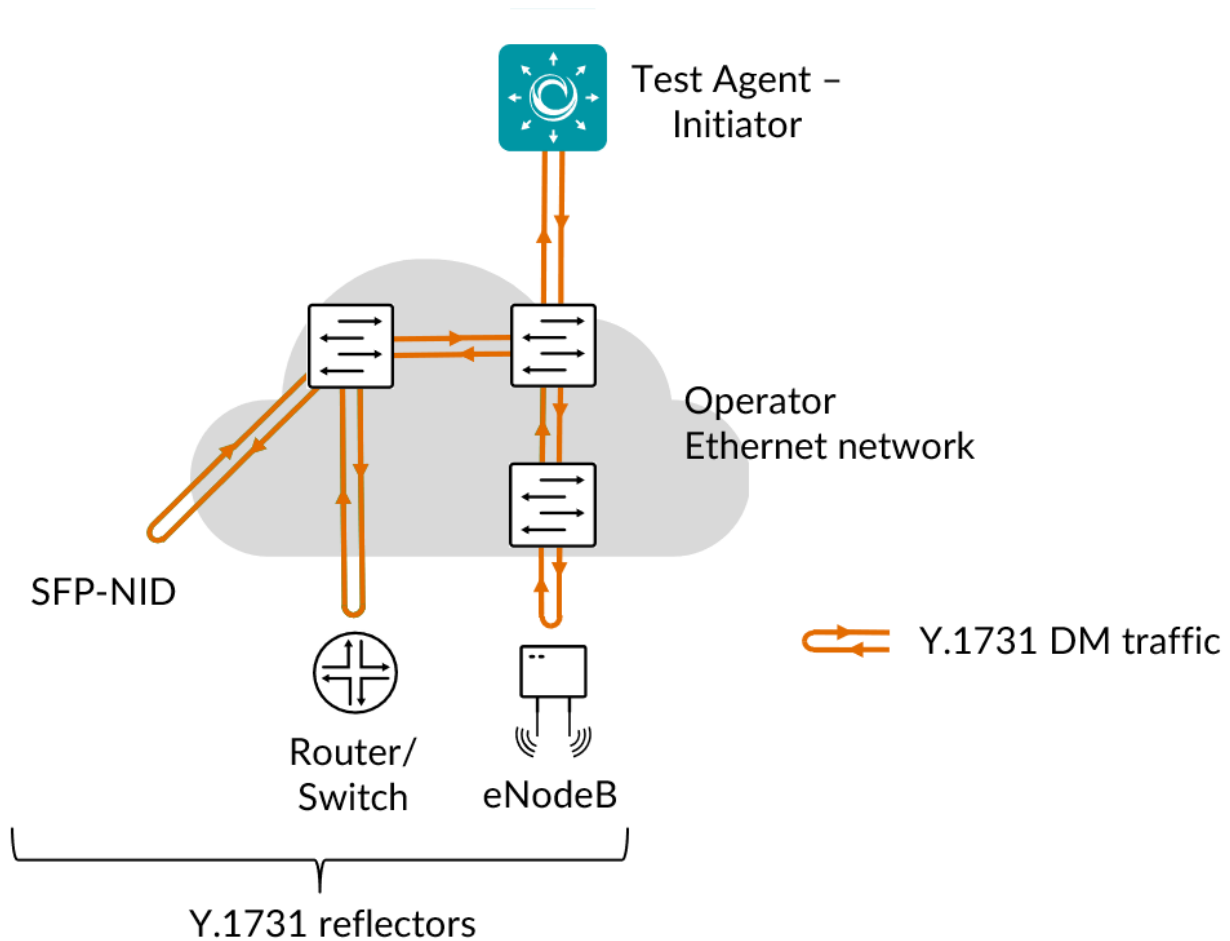 Test Agent –
Initiator
Operator
Ethernet network
SFP-NID
Y.1731 DM traffic
Router/
Switch
eNodeB
Y.1731 reflectors